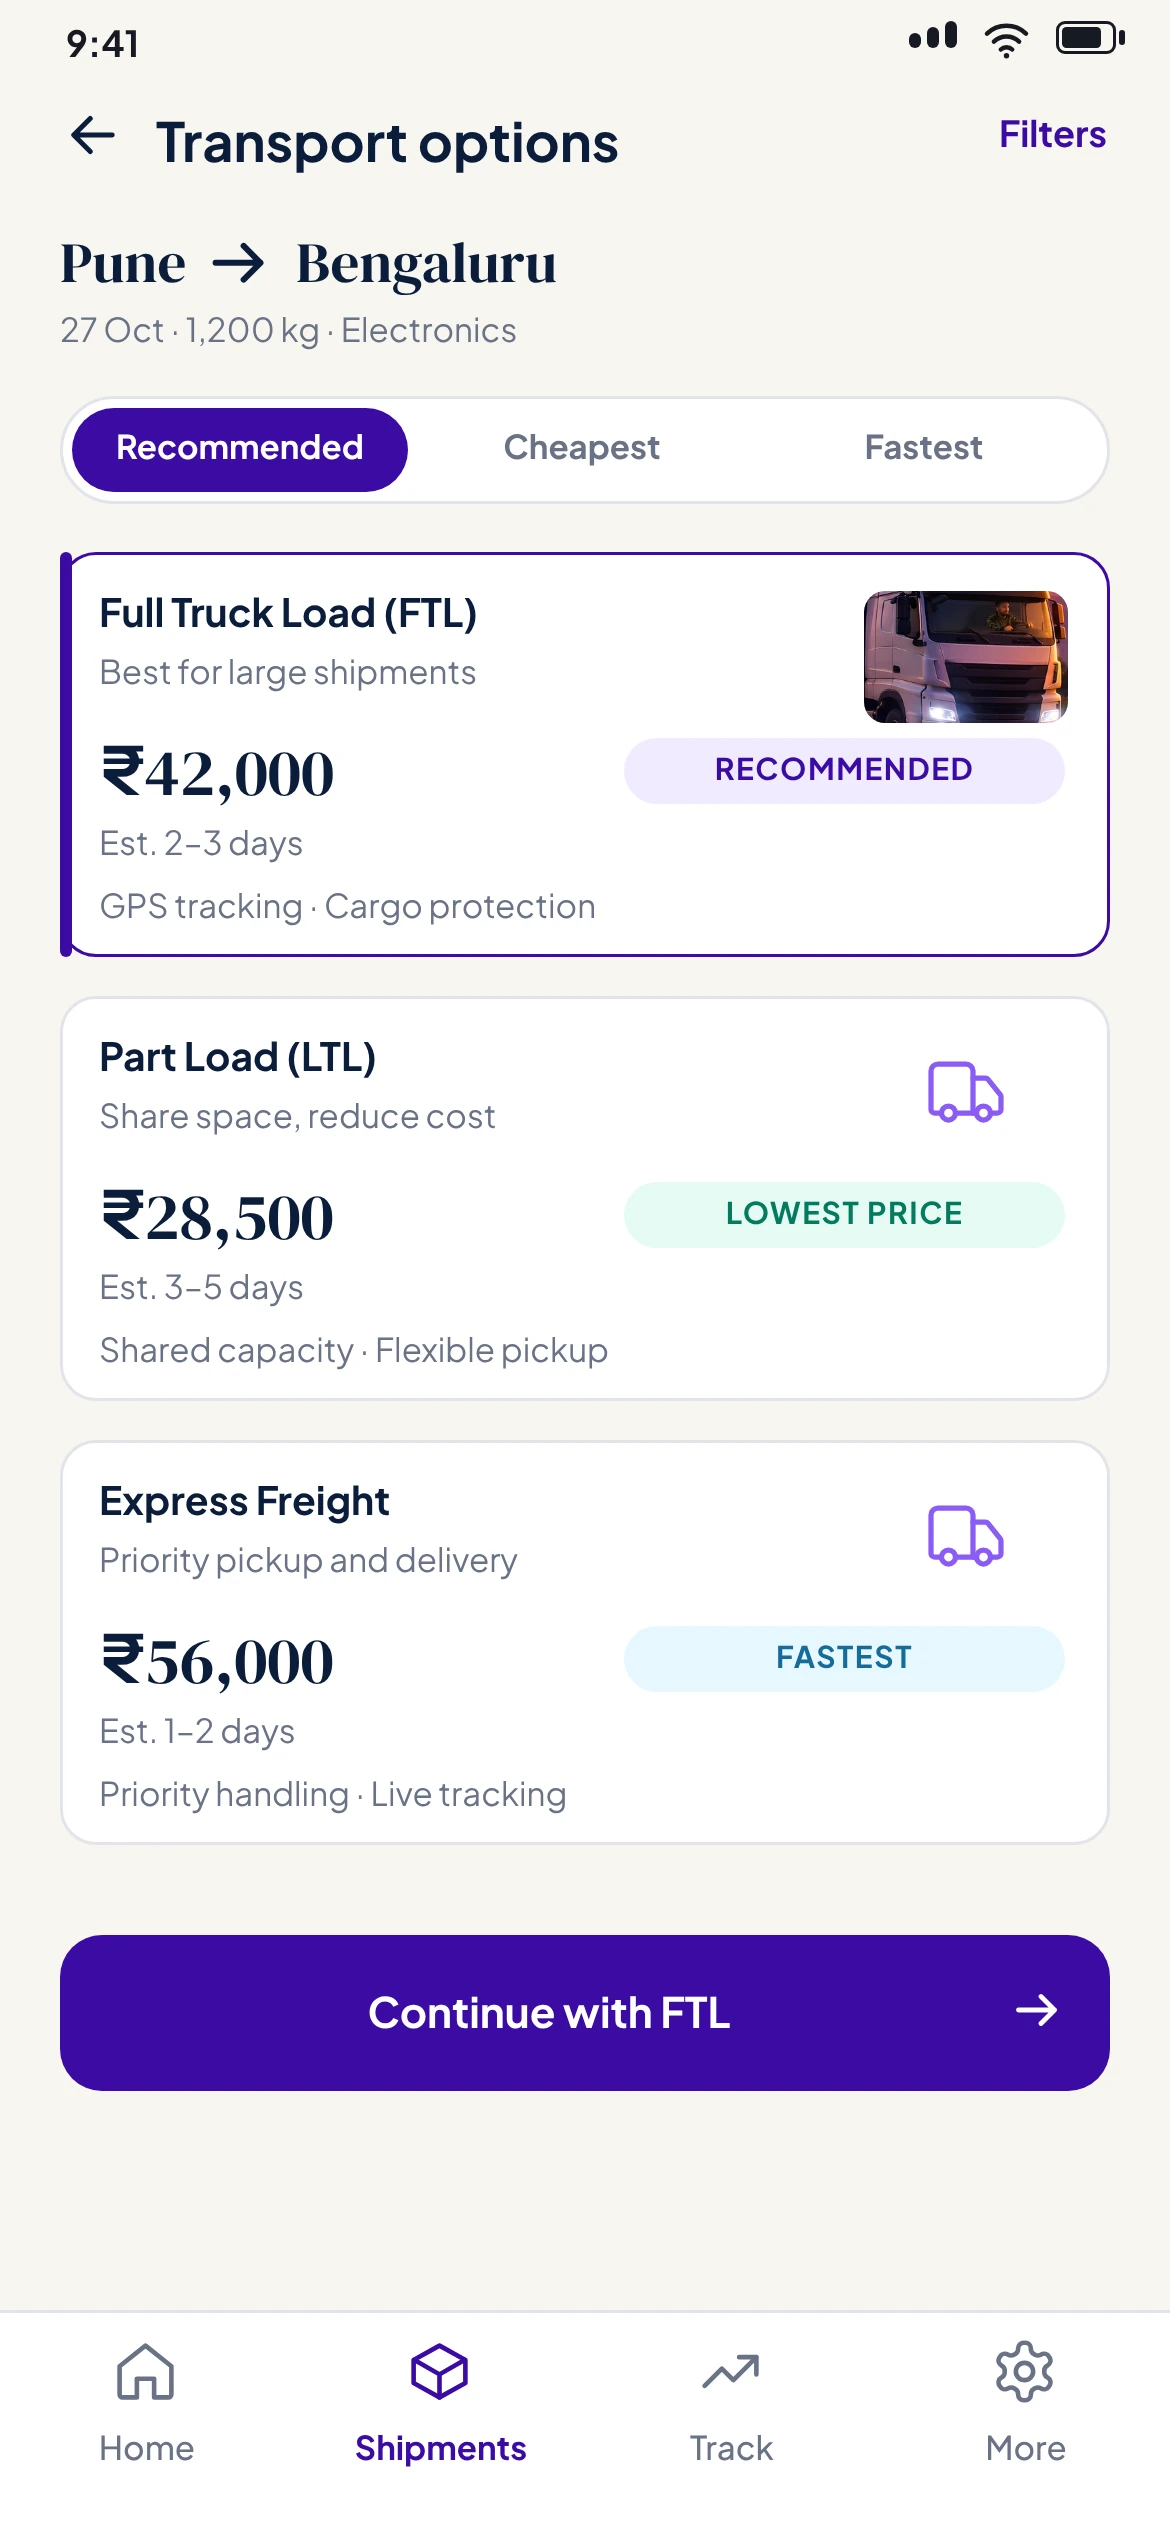 9:41
Transport options
Filters
Pune → Bengaluru
27 Oct · 1,200 kg · Electronics
Recommended
Cheapest
Fastest
Full Truck Load (FTL)
Best for large shipments
₹42,000
RECOMMENDED
Est. 2–3 days
GPS tracking · Cargo protection
Part Load (LTL)
Share space, reduce cost
₹28,500
LOWEST PRICE
Est. 3–5 days
Shared capacity · Flexible pickup
Express Freight
Priority pickup and delivery
₹56,000
FASTEST
Est. 1–2 days
Priority handling · Live tracking
Continue with FTL
Home
Shipments
Track
More